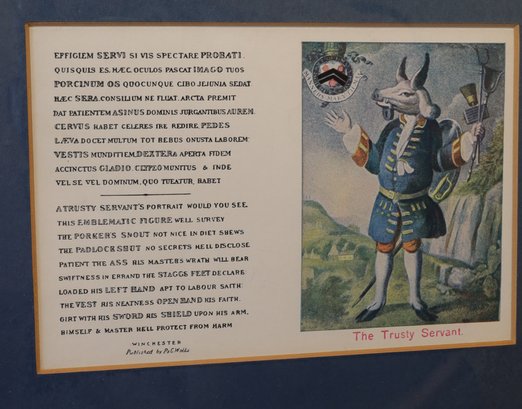 EFFIGIEM SERVI SI VIS SPECTARE PROBATI.
QUISQUIS ES, HÆC OCULOS PASCAT IMAGO TUOS
PORCINUM OS QUOCUNQUE CIBO JEJUNIA SEDAT
HÆC SERA, CONSILIUM NE FLUAT, ARCTA PREMIT
DAT PATIENTEM ASINUS DOMINIS JURGANTIBUS AUREM.
CERVUS HABET CELERES IRE REDIRE PEDES
LÆVA DOCET MULTUM TOT REBUS ONUSTA LABOREM
VESTIS MUNDITIEM, DEXTERA APERTA FIDEM
ACCINCTUS GLADIO, CLYPEO MUNITUS & INDE
VEL SE VEL DOMINUM, QUO TUEATUR, HABET
A TRUSTY SERVANT'S PORTRAIT WOULD YOU SEE,
THIS EMBLEMATIC FIGURE WELL SURVEY
THE PORKER'S SNOUT NOT NICE IN DIET SHEWS
THE PADLOCK SHUT NO SECRETS HE'LL DISCLOSE
PATIENT THE ASS HIS MASTER'S WRATH WILL BEAR
SWIFTNESS IN ERRAND THE STAGGS FEET DECLARE
LOADED HIS LEFT HAND APT TO LABOUR SAITH:
THE VEST HIS NEATNESS OPEN HAND HIS FAITH.
GIRT WITH HIS SWORD HIS SHIELD UPON HIS ARM,
HIMSELF & MASTER HE'LL PROTECT FROM HARM
WINCHESTER
Published by P & G Wells
The Trusty Servant.